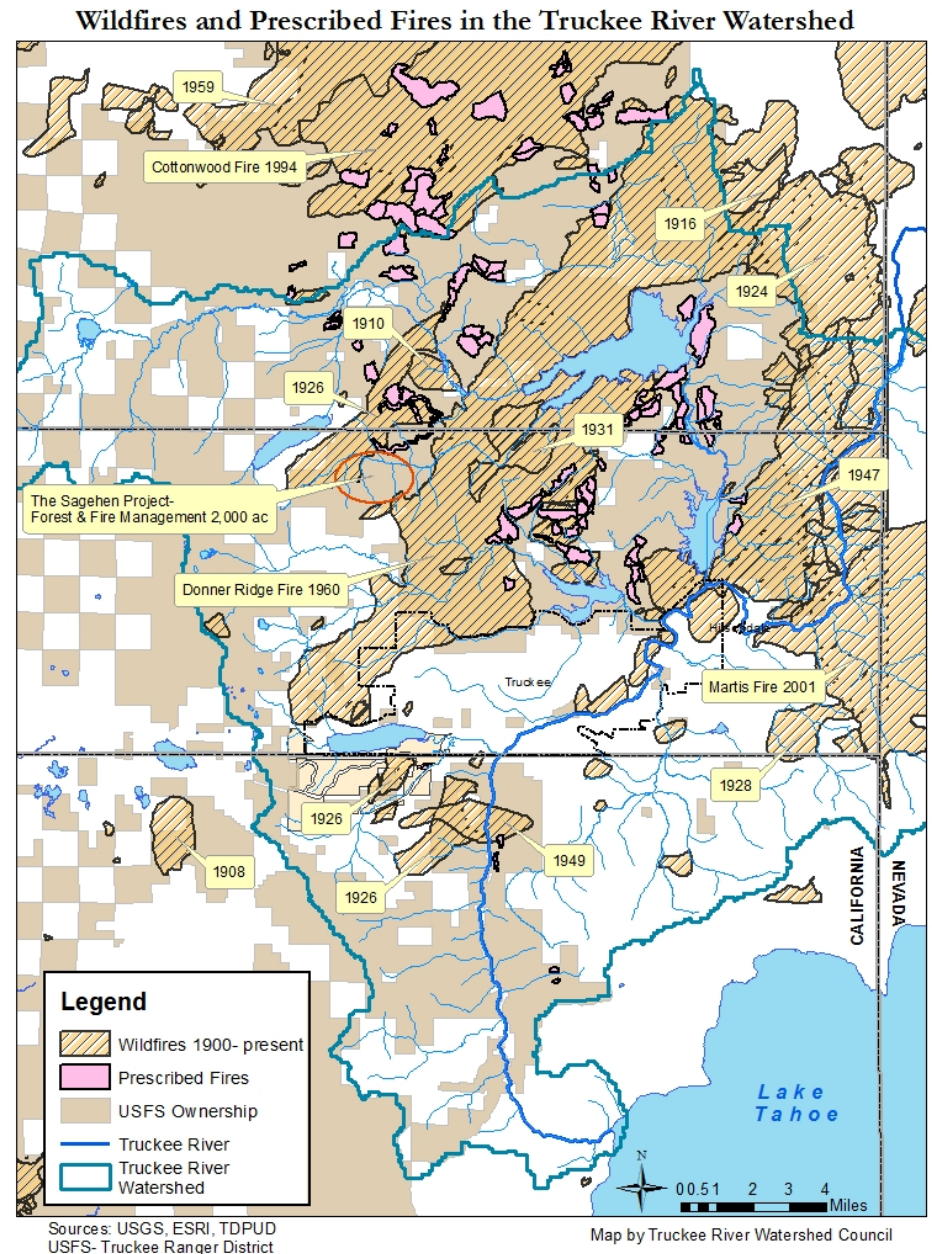 Wildfires and Prescribed Fires in the Truckee River Watershed
1959
Cottonwood Fire 1994
1916
1924
1910
1926
1931
1947
The Sagehen Project-
Forest & Fire Management 2,000 ac
Donner Ridge Fire 1960
Truckee
Martis Fire 2001
1928
1926
1908
1949
1926
CALIFORNIA
NEVADA
Legend
Wildfires 1900- present
Prescribed Fires
USFS Ownership
Truckee River
Truckee River
Watershed
Lake
Tahoe
N
0 0.5 1 2 3 4
Miles
Sources: USGS, ESRI, TDPUD
USFS- Truckee Ranger District
Map by Truckee River Watershed Council